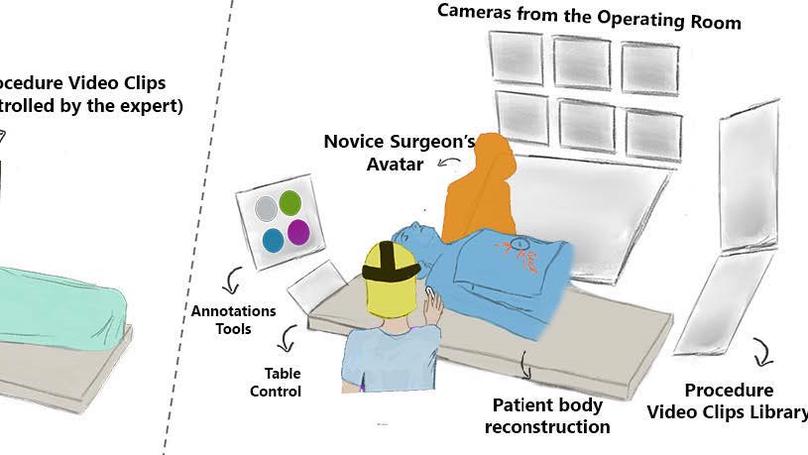 Cameras from the Operating Room
ocedure Video Clips
trolled by the expert)
Novice Surgeon's
Avatar
Annotations
Tools
Table
Control
Patient body
reconstruction
Procedure
Video Clips Library